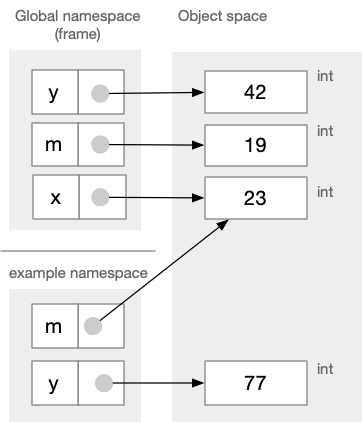 Global namespace
(frame)
Object space
y
42
int
m
19
int
x
23
int
example namespace
m
y
77
int